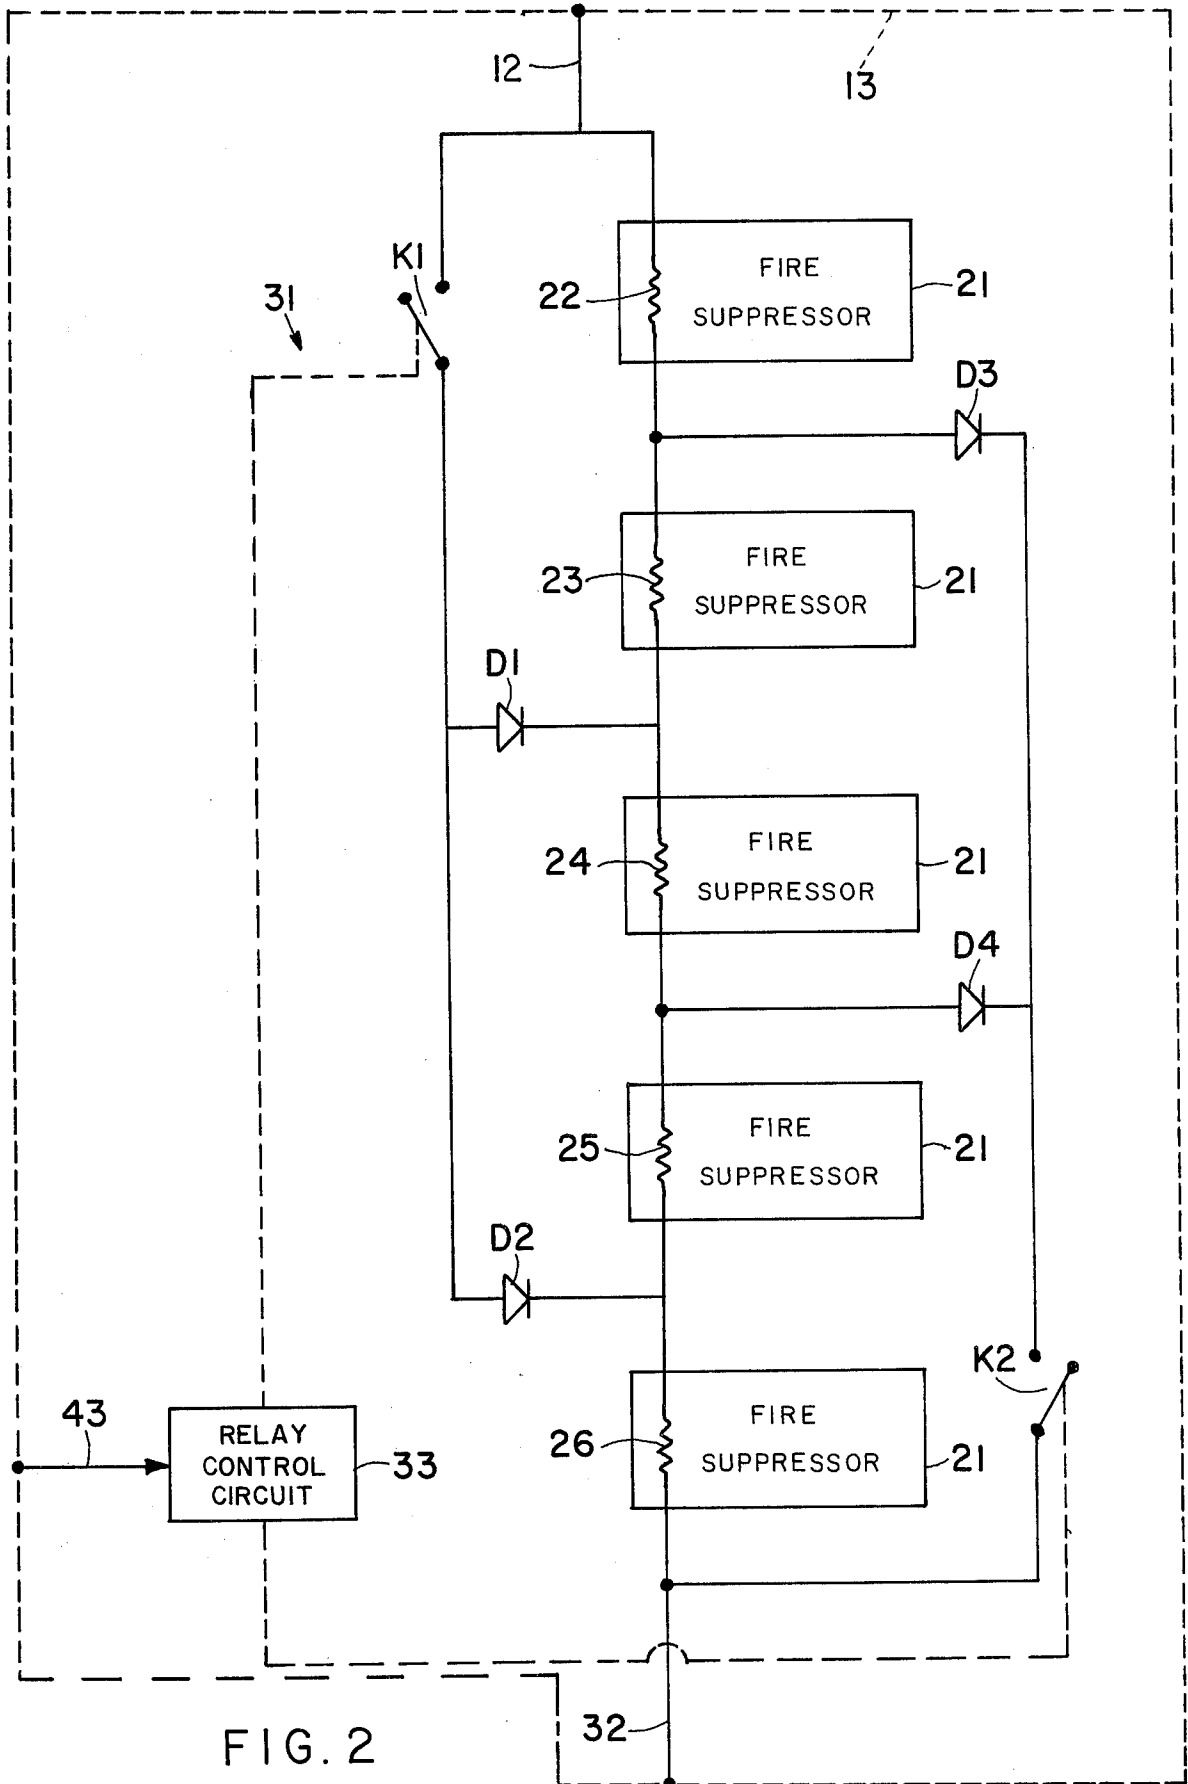 12
13
K1
31
22
FIRE
SUPPRESSOR
21
D3
23
FIRE
SUPPRESSOR
21
D1
24
FIRE
SUPPRESSOR
21
D4
25
FIRE
SUPPRESSOR
21
D2
K2
43
RELAY
CONTROL
CIRCUIT
33
26
FIRE
SUPPRESSOR
21
32
FIG. 2